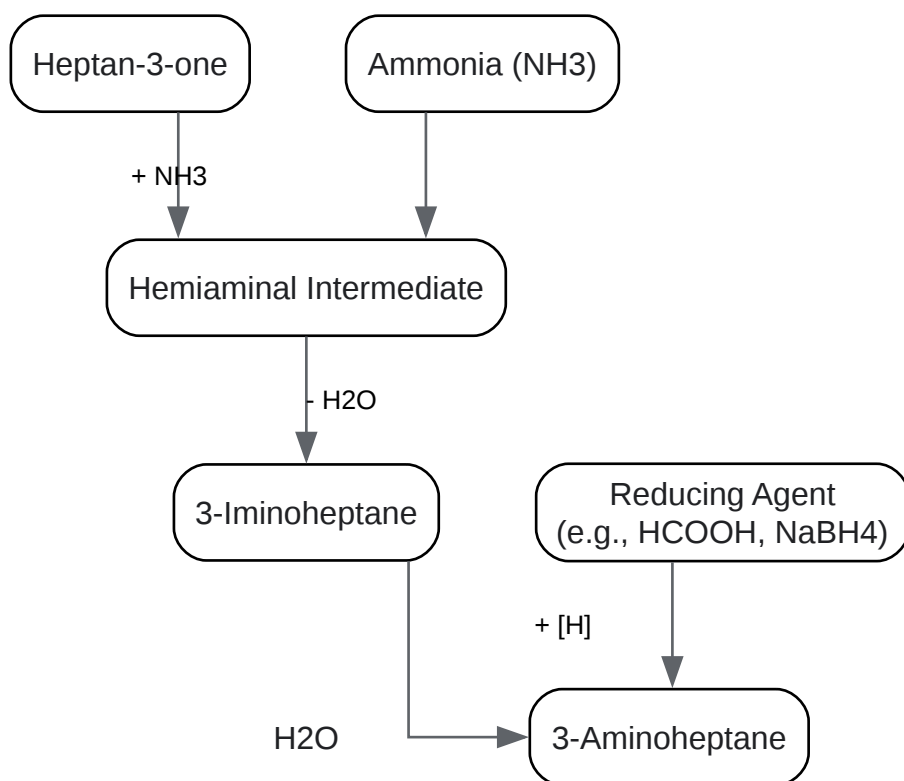 Heptan-3-one
Ammonia (NH3)
+ NH3
Hemiaminal Intermediate
- H2O
3-Iminoheptane
Reducing Agent
(e.g., HCOOH, NaBH4)
+ [H]
H2O
3-Aminoheptane